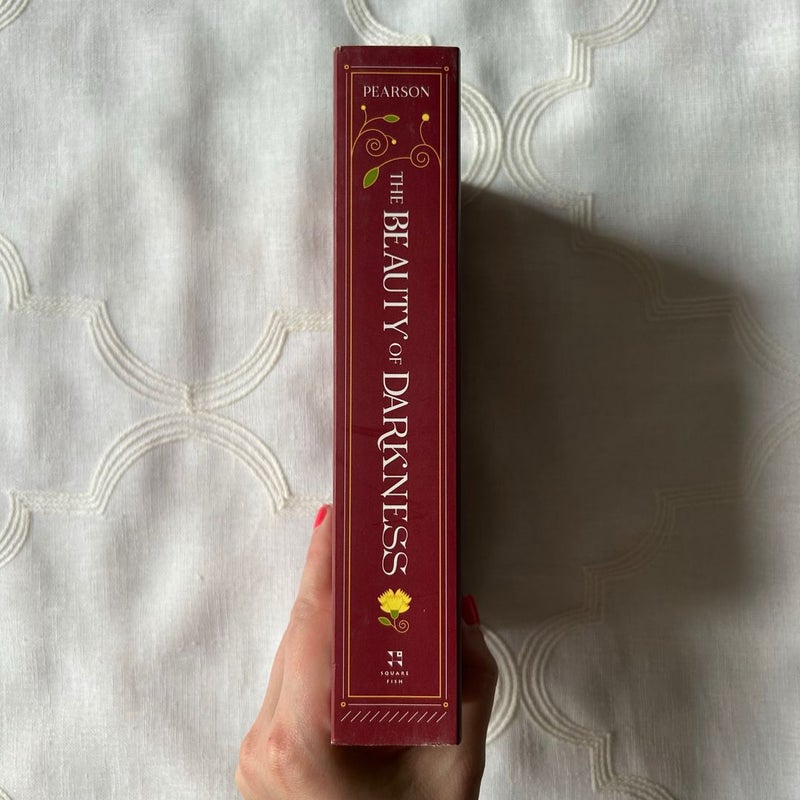 PEARSON
THE BEAUTY OF DARKNESS
SQUARE
FISH